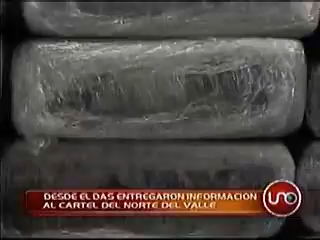 DESDE EL DAS ENTREGARON INFORMACION
AL CARTEL DEL NORTE DEL VALLE
UNO